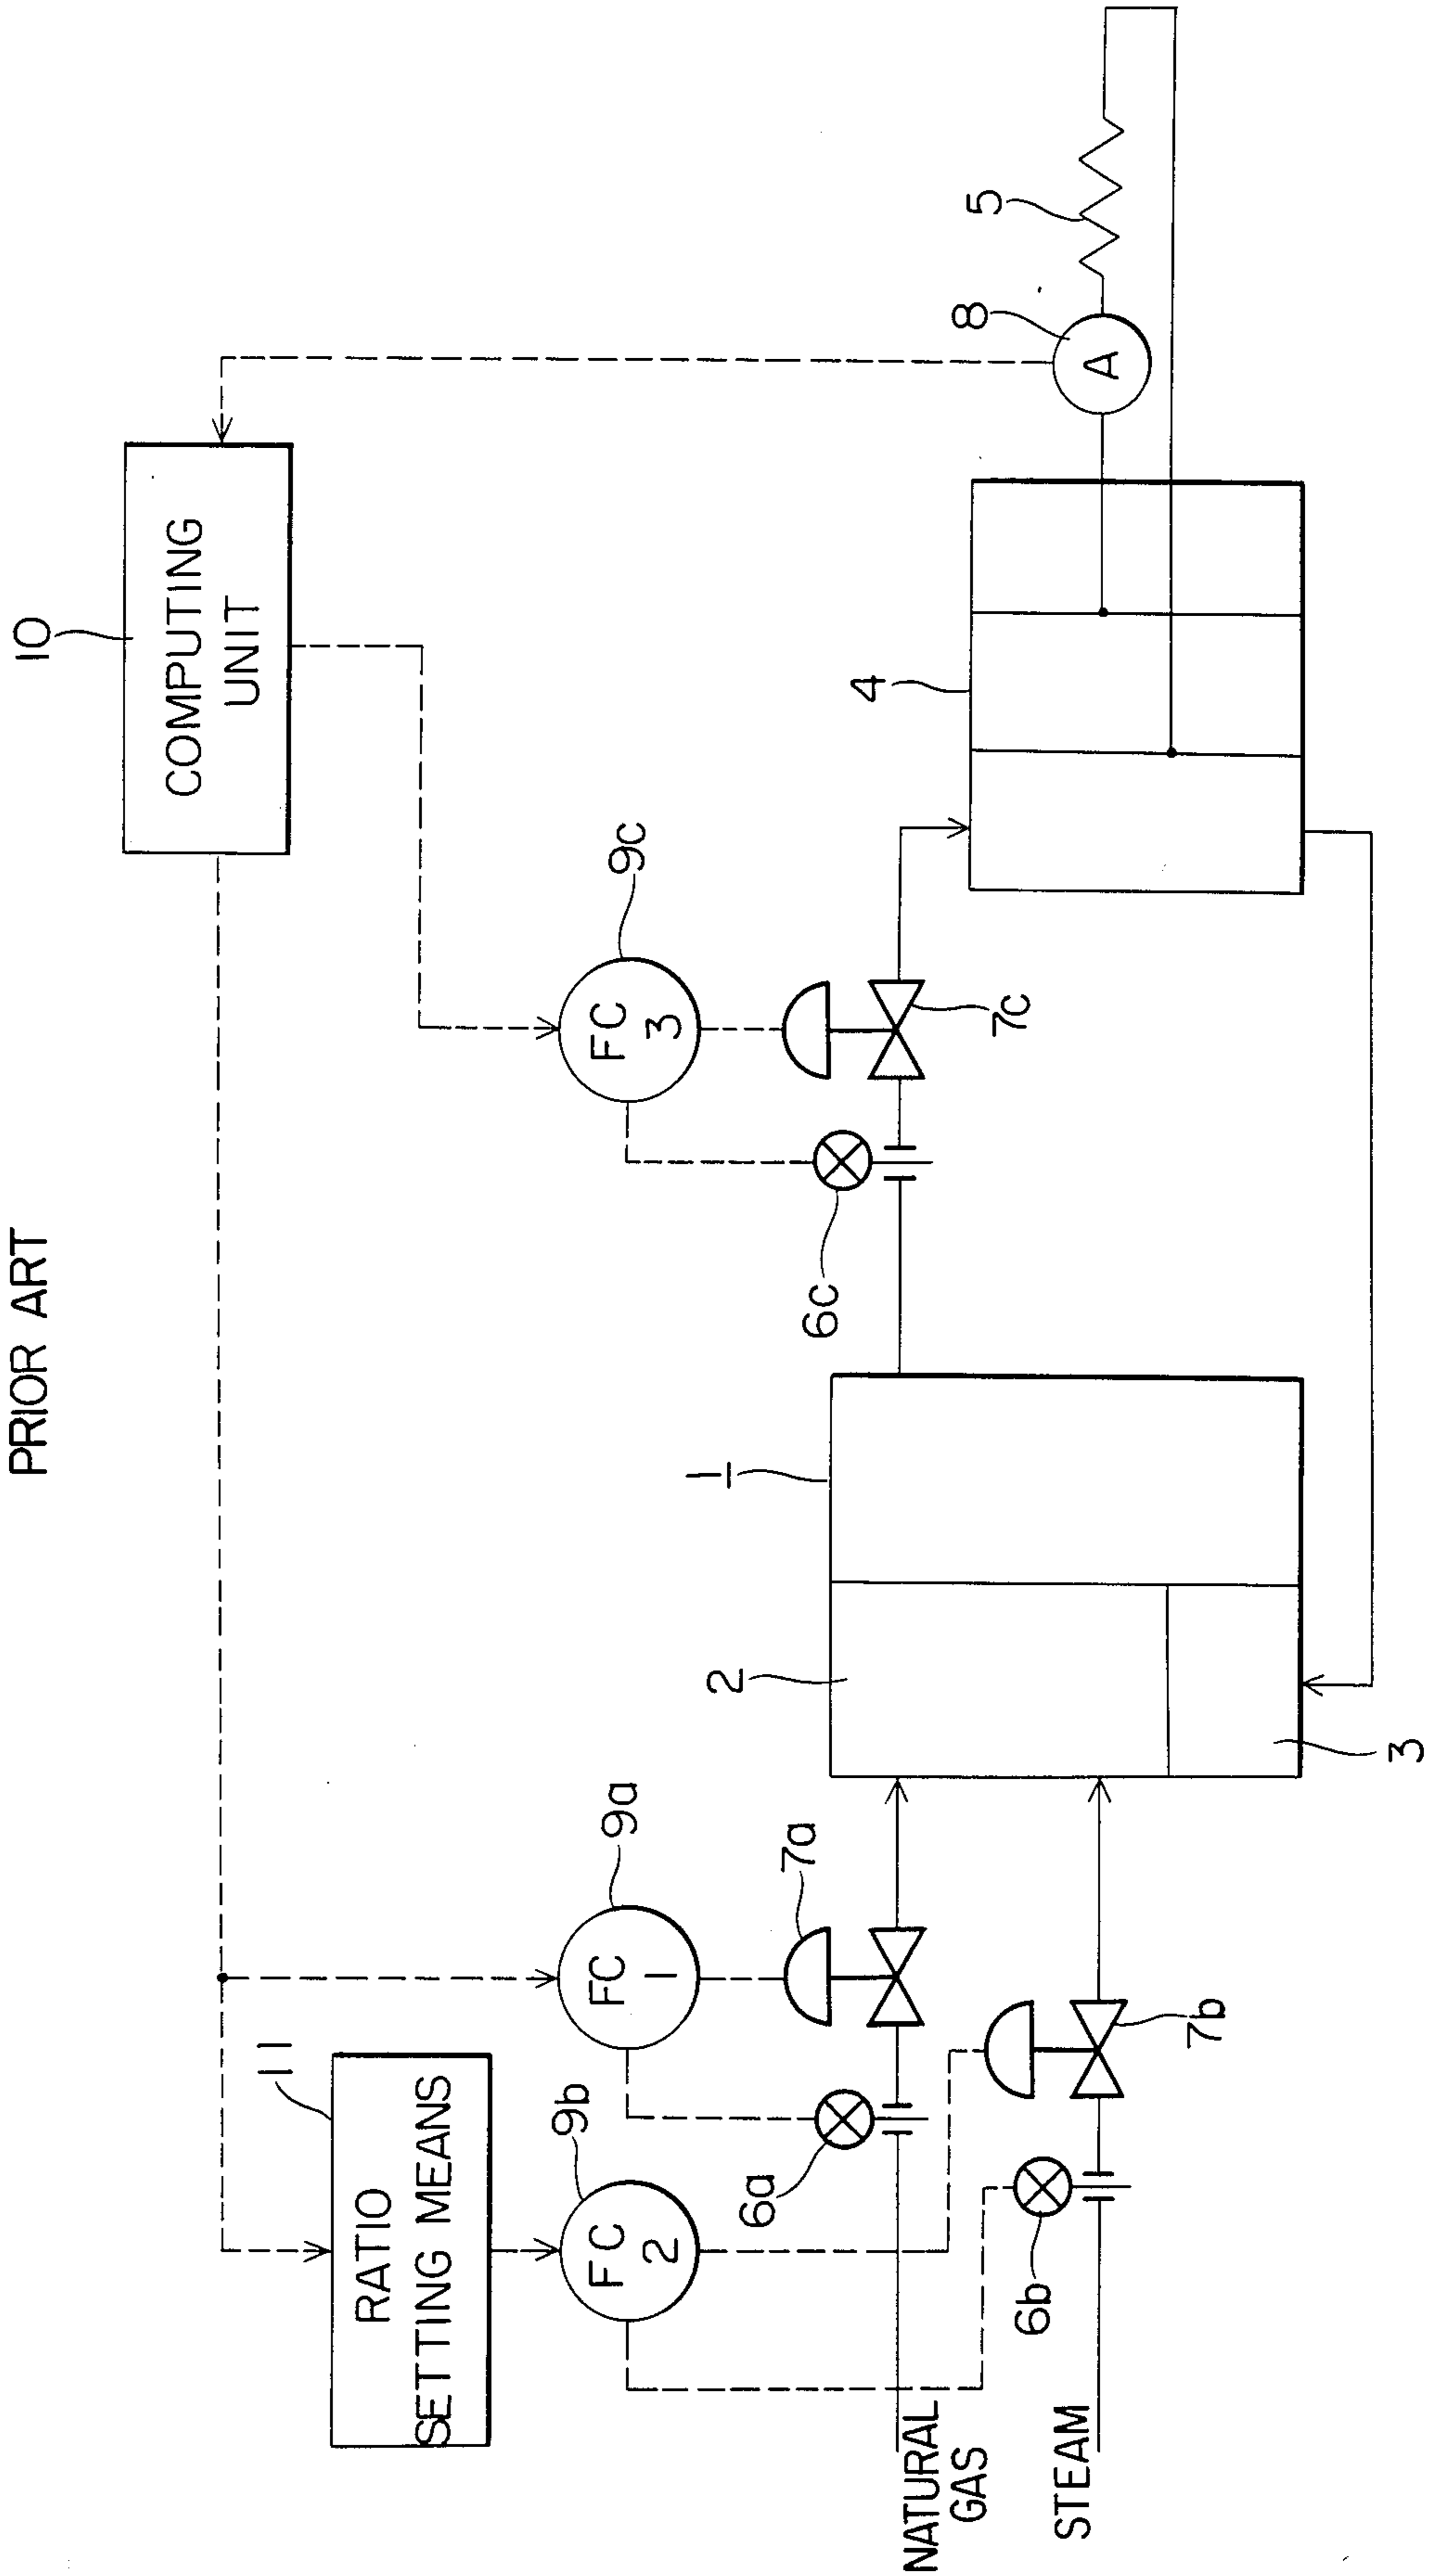 PRIOR ART
10
COMPUTING
UNIT
11
RATIO
SETTING MEANS
9b
FC
2
9a
FC
1
9c
FC
3
6a
7a
6c
7c
6b
7b
2
1
3
4
8
A
5
NATURAL
GAS
STEAM